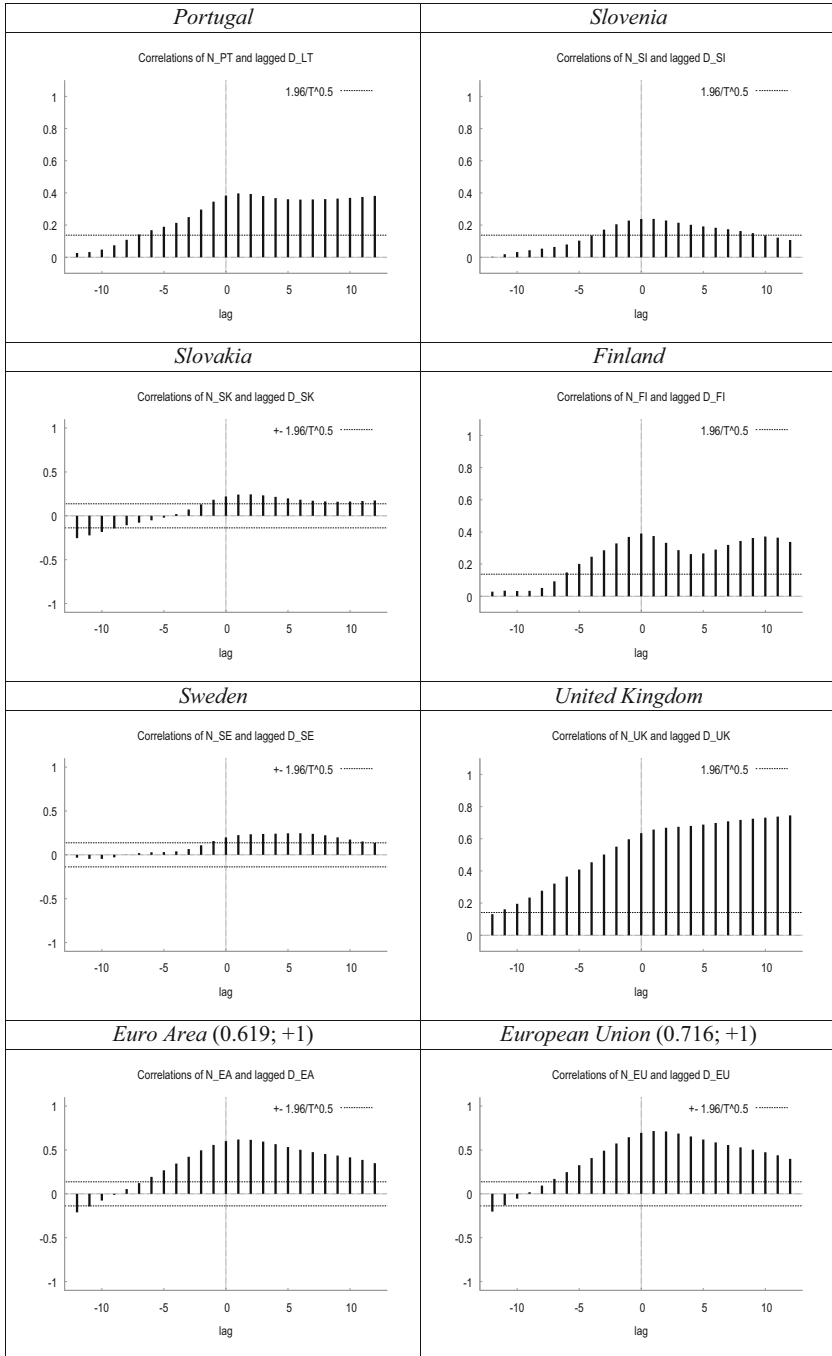 Portugal
Slovenia
Correlations of N_PT and lagged D_LT
1.96/T^0.5
1
0.8
0.6
0.4
0.2
0
-10 -5 0 5 10
lag
Correlations of N_SI and lagged D_SI
1.96/T^0.5
1
0.8
0.6
0.4
0.2
0
-10 -5 0 5 10
lag
Slovakia
Finland
Correlations of N_SK and lagged D_SK
+- 1.96/T^0.5
1
0.5
0
-0.5
-1
-10 -5 0 5 10
lag
Correlations of N_FI and lagged D_FI
1.96/T^0.5
1
0.8
0.6
0.4
0.2
0
-10 -5 0 5 10
lag
Sweden
United Kingdom
Correlations of N_SE and lagged D_SE
+- 1.96/T^0.5
1
0.5
0
-0.5
-1
-10 -5 0 5 10
lag
Correlations of N_UK and lagged D_UK
1.96/T^0.5
1
0.8
0.6
0.4
0.2
0
-10 -5 0 5 10
lag
Euro Area (0.619; +1)
European Union (0.716; +1)
Correlations of N_EA and lagged D_EA
+- 1.96/T^0.5
1
0.5
0
-0.5
-1
-10 -5 0 5 10
lag
Correlations of N_EU and lagged D_EU
+- 1.96/T^0.5
1
0.5
0
-0.5
-1
-10 -5 0 5 10
lag